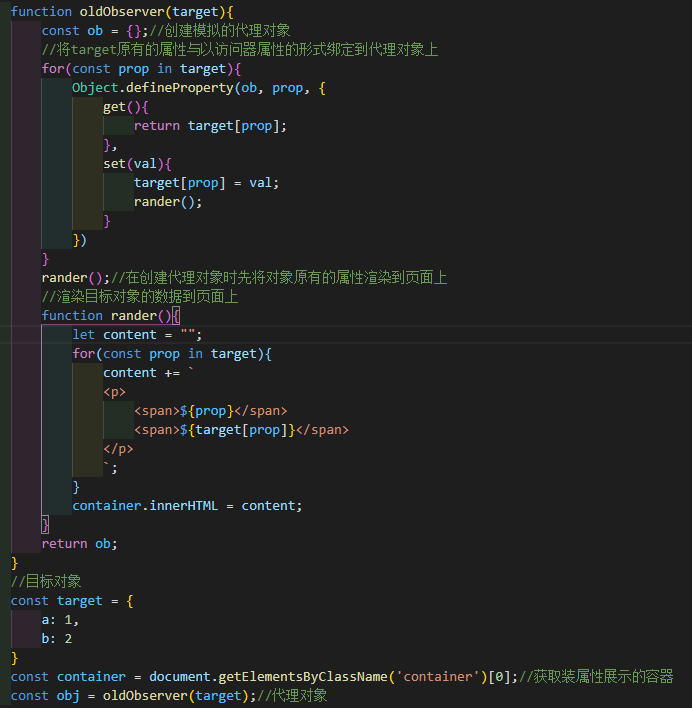 function oldObserver(target){
    const ob = {};//创建模拟的代理对象
    //将target原有的属性与以访问器属性的形式绑定到代理对象上
    for(const prop in target){
        Object.defineProperty(ob, prop, {
            get(){
                return target[prop];
            },
            set(val){
                target[prop] = val;
                rander();
            }
        })
    }
    rander();//在创建代理对象时先将对象原有的属性渲染到页面上
    //渲染目标对象的数据到页面上
    function rander(){
        let content = "";
        for(const prop in target){
            content += `
            <p>
                <span>${prop}</span>
                <span>${target[prop]}</span>
            </p>
            `;
        }
        container.innerHTML = content;
    }
    return ob;
}
//目标对象
const target = {
    a: 1,
    b: 2
}
const container = document.getElementsByClassName('container')[0];//获取装属性展示的容器
const obj = oldObserver(target);//代理对象